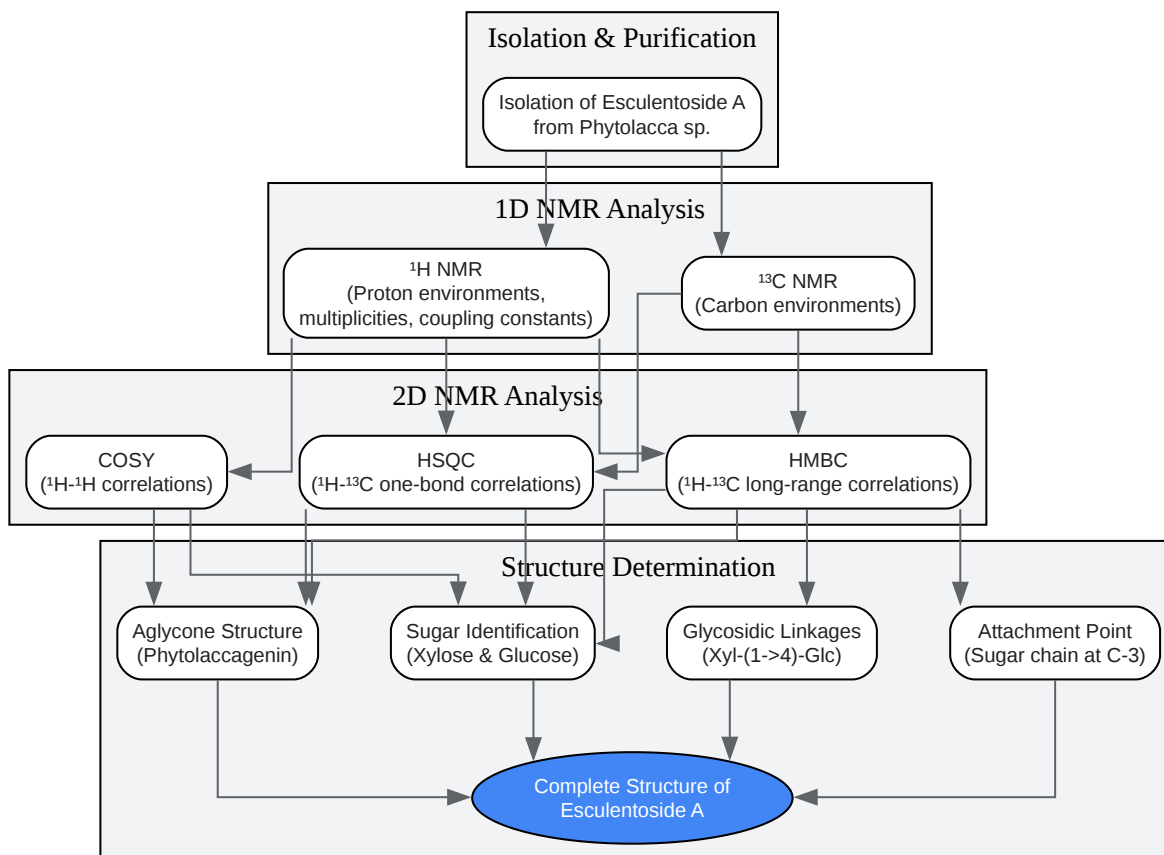 Isolation & Purification
Isolation of Esculentoside A
from Phytolacca sp.
1D NMR Analysis
¹H NMR
(Proton environments,
multiplicities, coupling constants)
¹³C NMR
(Carbon environments)
2D NMR Analysis
COSY
(¹H-¹H correlations)
HSQC
(¹H-¹³C one-bond correlations)
HMBC
(¹H-¹³C long-range correlations)
Structure Determination
Aglycone Structure
(Phytolaccagenin)
Sugar Identification
(Xylose & Glucose)
Glycosidic Linkages
(Xyl-(1->4)-Glc)
Attachment Point
(Sugar chain at C-3)
Complete Structure of
Esculentoside A